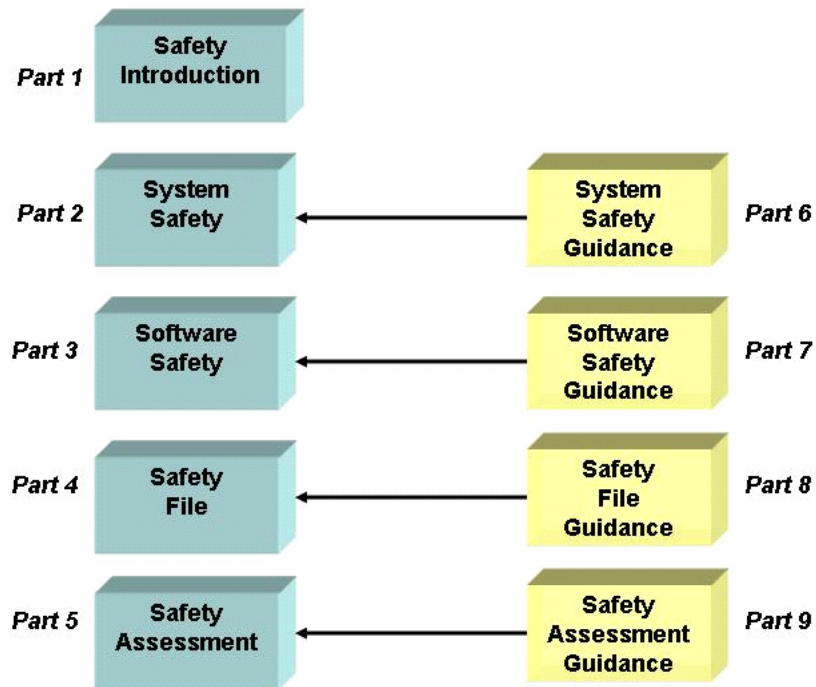 Part 1
Safety
Introduction
Part 2
System
Safety
System
Safety
Guidance
Part 6
Part 3
Software
Safety
Software
Safety
Guidance
Part 7
Part 4
Safety
File
Safety
File
Guidance
Part 8
Part 5
Safety
Assessment
Safety
Assessment
Guidance
Part 9